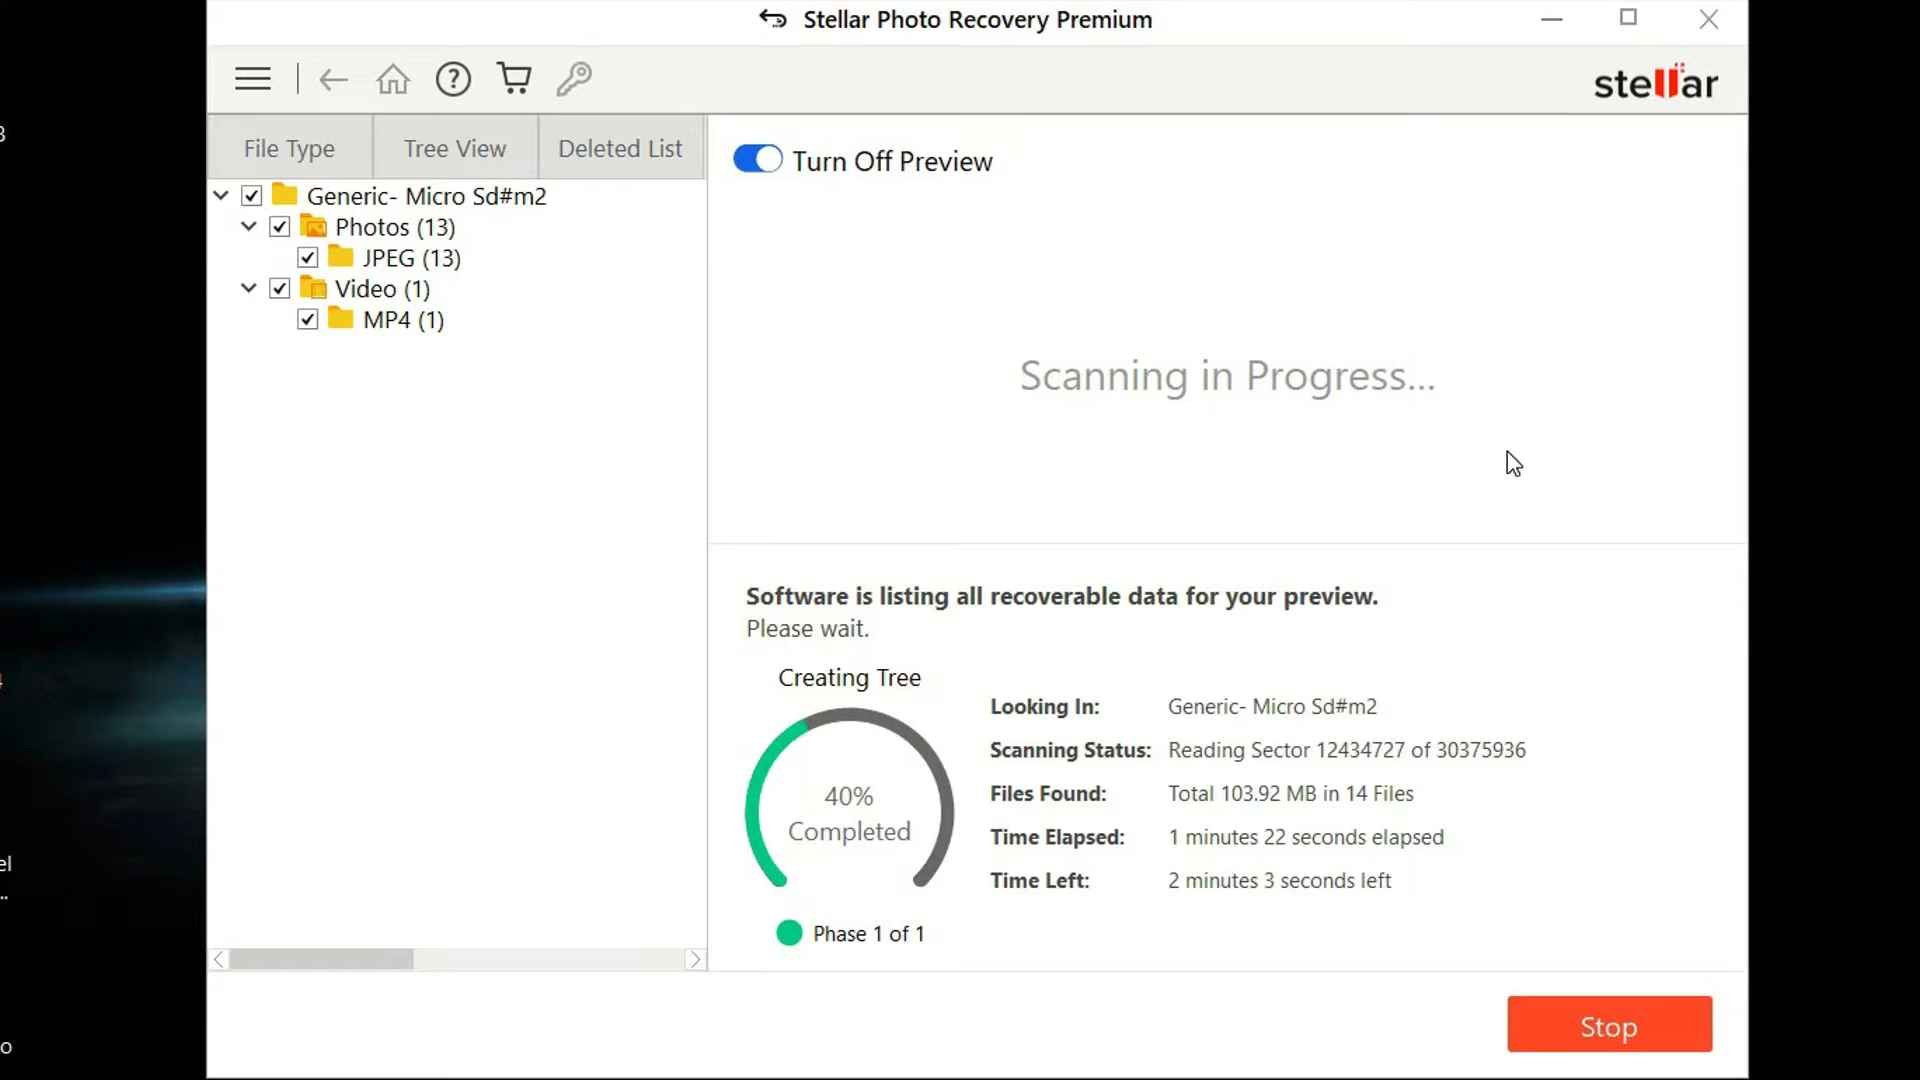 Stellar Photo Recovery Premium
stellar
File Type
Tree View
Deleted List
Generic- Micro Sd#m2
Photos (13)
JPEG (13)
Video (1)
MP4 (1)
Turn Off Preview
Scanning in Progress...
Software is listing all recoverable data for your preview.
Please wait.
Creating Tree
40%
Completed
Phase 1 of 1
Looking In: Generic- Micro Sd#m2
Scanning Status: Reading Sector 12434727 of 30375936
Files Found: Total 103.92 MB in 14 Files
Time Elapsed: 1 minutes 22 seconds elapsed
Time Left: 2 minutes 3 seconds left
Stop